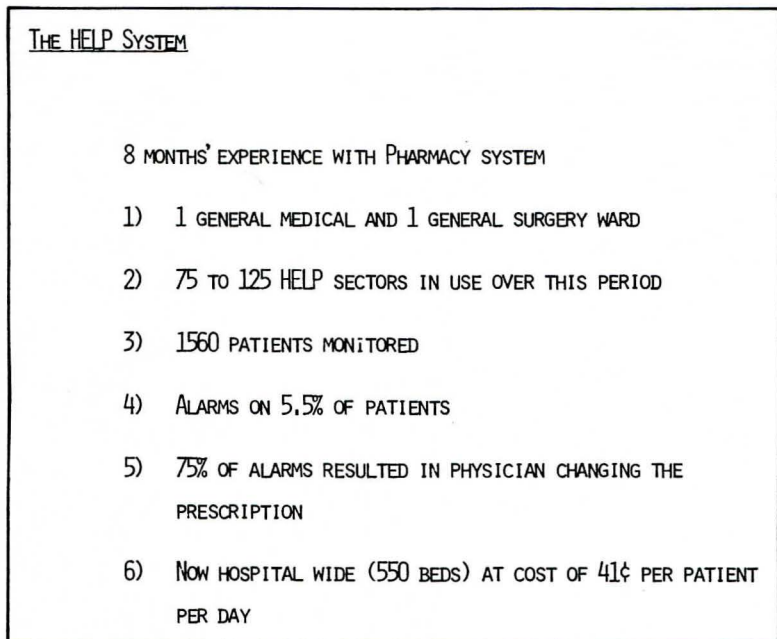 THE HELP SYSTEM
8 MONTHS' EXPERIENCE WITH PHARMACY SYSTEM
1) 1 GENERAL MEDICAL AND 1 GENERAL SURGERY WARD
2) 75 TO 125 HELP SECTORS IN USE OVER THIS PERIOD
3) 1560 PATIENTS MONiTORED
4) ALARMS ON 5.5% OF PATIENTS
5) 75% OF ALARMS RESULTED IN PHYSICIAN CHANGING THE
PRESCRIPTION
6) NOW HOSPITAL WIDE (550 BEDS) AT COST OF 41¢ PER PATIENT
PER DAY